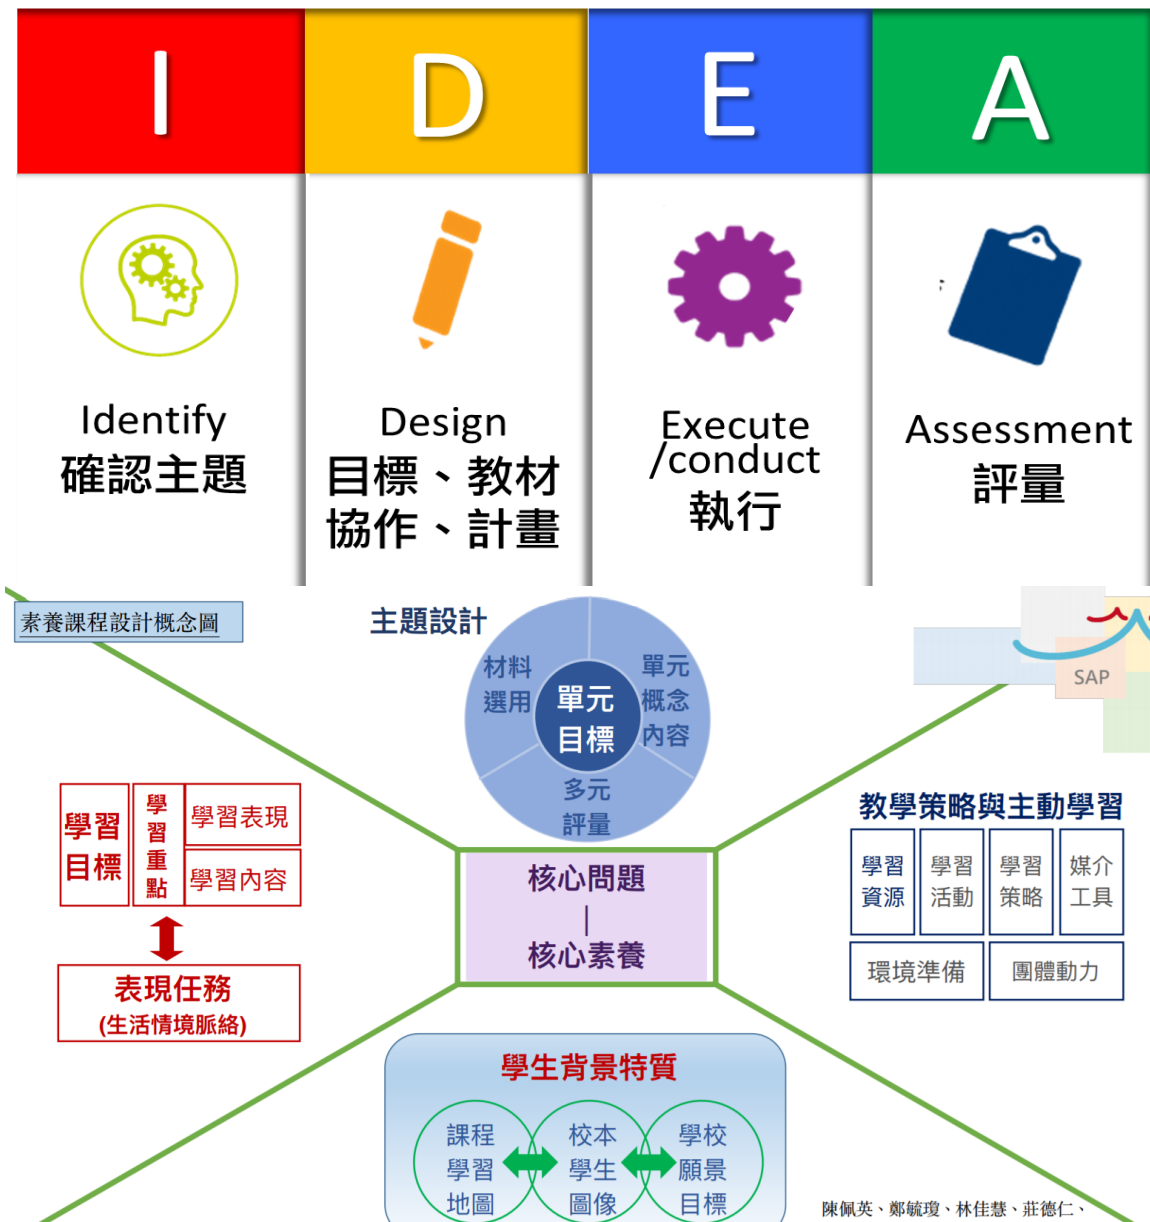 I
D
E
A
Identify
確認主題
Design
目標、教材
協作、計畫
Execute
/conduct
執行
Assessment
評量
素養課程設計概念圖
主題設計
材料
選用
單元
目標
單元
概念
內容
多元
評量
SAP
學習
目標
學
習
重
點
學習表現
學習內容
表現任務
(生活情境脈絡)
核心問題
|
核心素養
教學策略與主動學習
學習
資源
學習
活動
學習
策略
媒介
工具
環境準備
團體動力
學生背景特質
課程
學習
地圖
校本
學生
圖像
學校
願景
目標
陳佩英、鄭毓瓊、林佳慧、莊德仁、